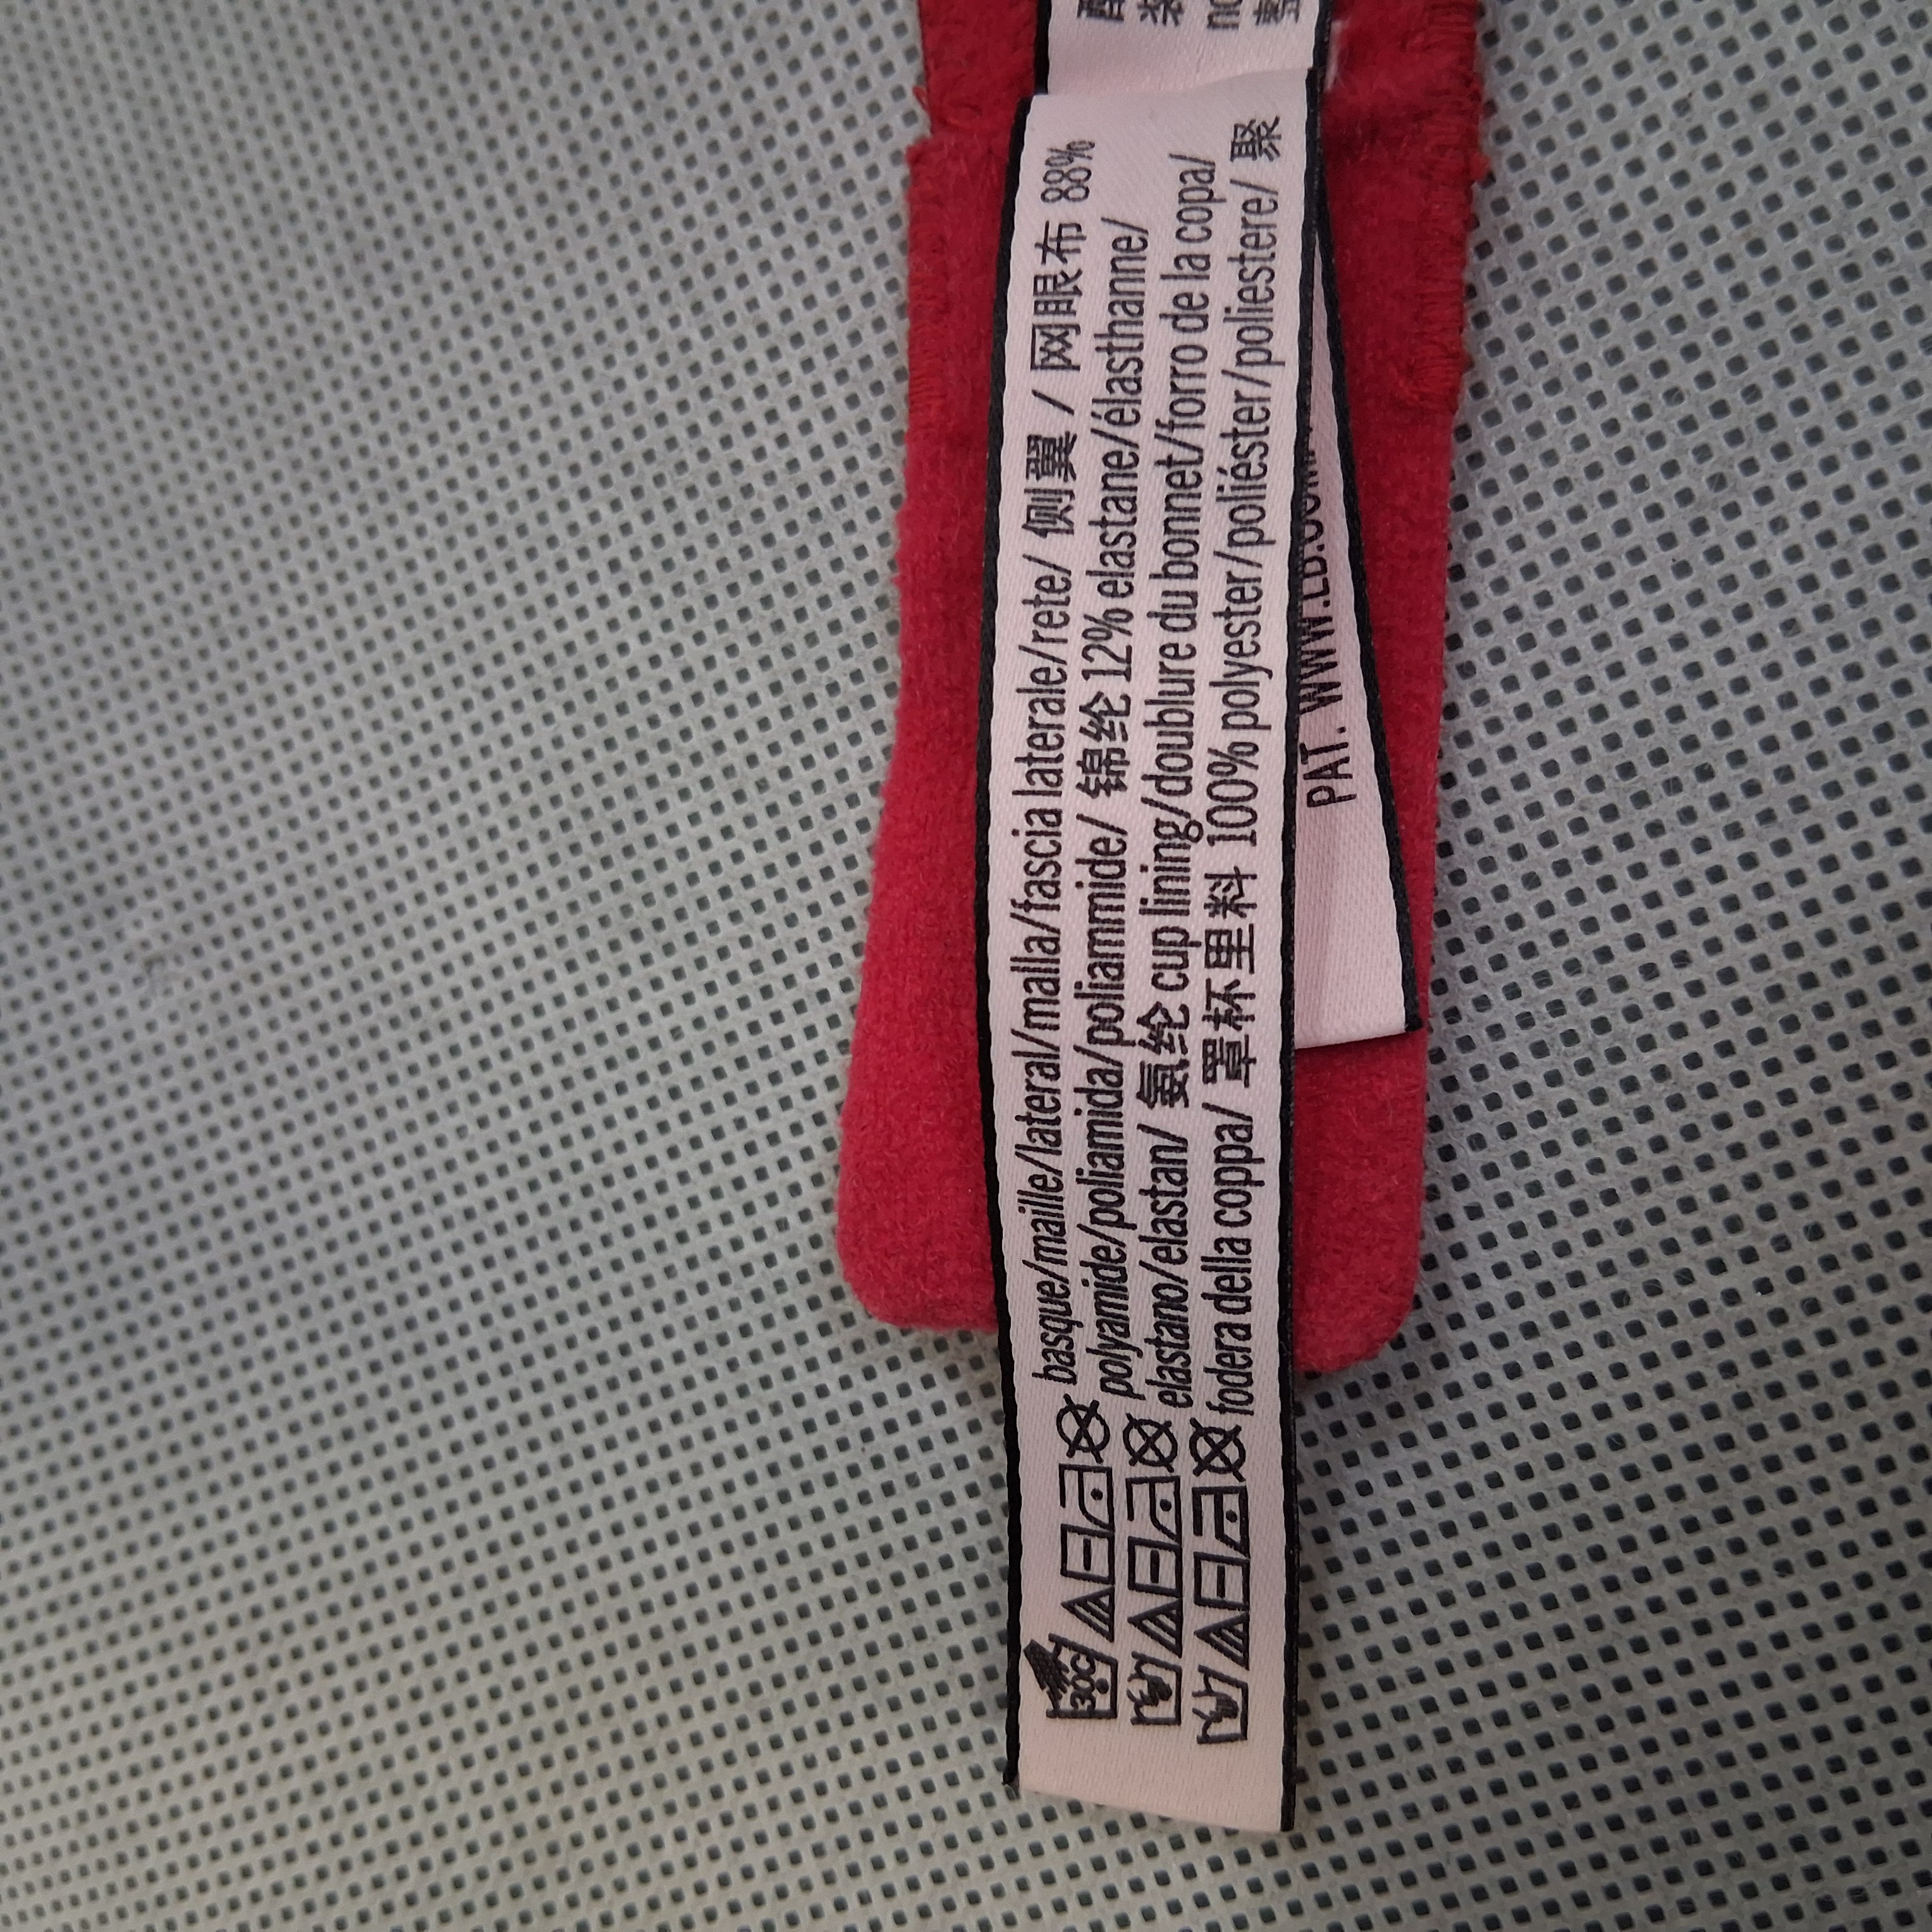 basque/maille/lateral/malla/fascia laterale/rete/ 侧翼 / 网眼布 88%
polyamide/poliamida/poliammide/ 锦纶 12% elastane/élasthanne/
elastano/elastan/ 氨纶 cup lining/doublure du bonnet/forro de la copa/
fodera della coppa/ 罩杯里料 100% polyester/poliéster/poliestere/ 聚
30C
PAT. WWW.LB.COM